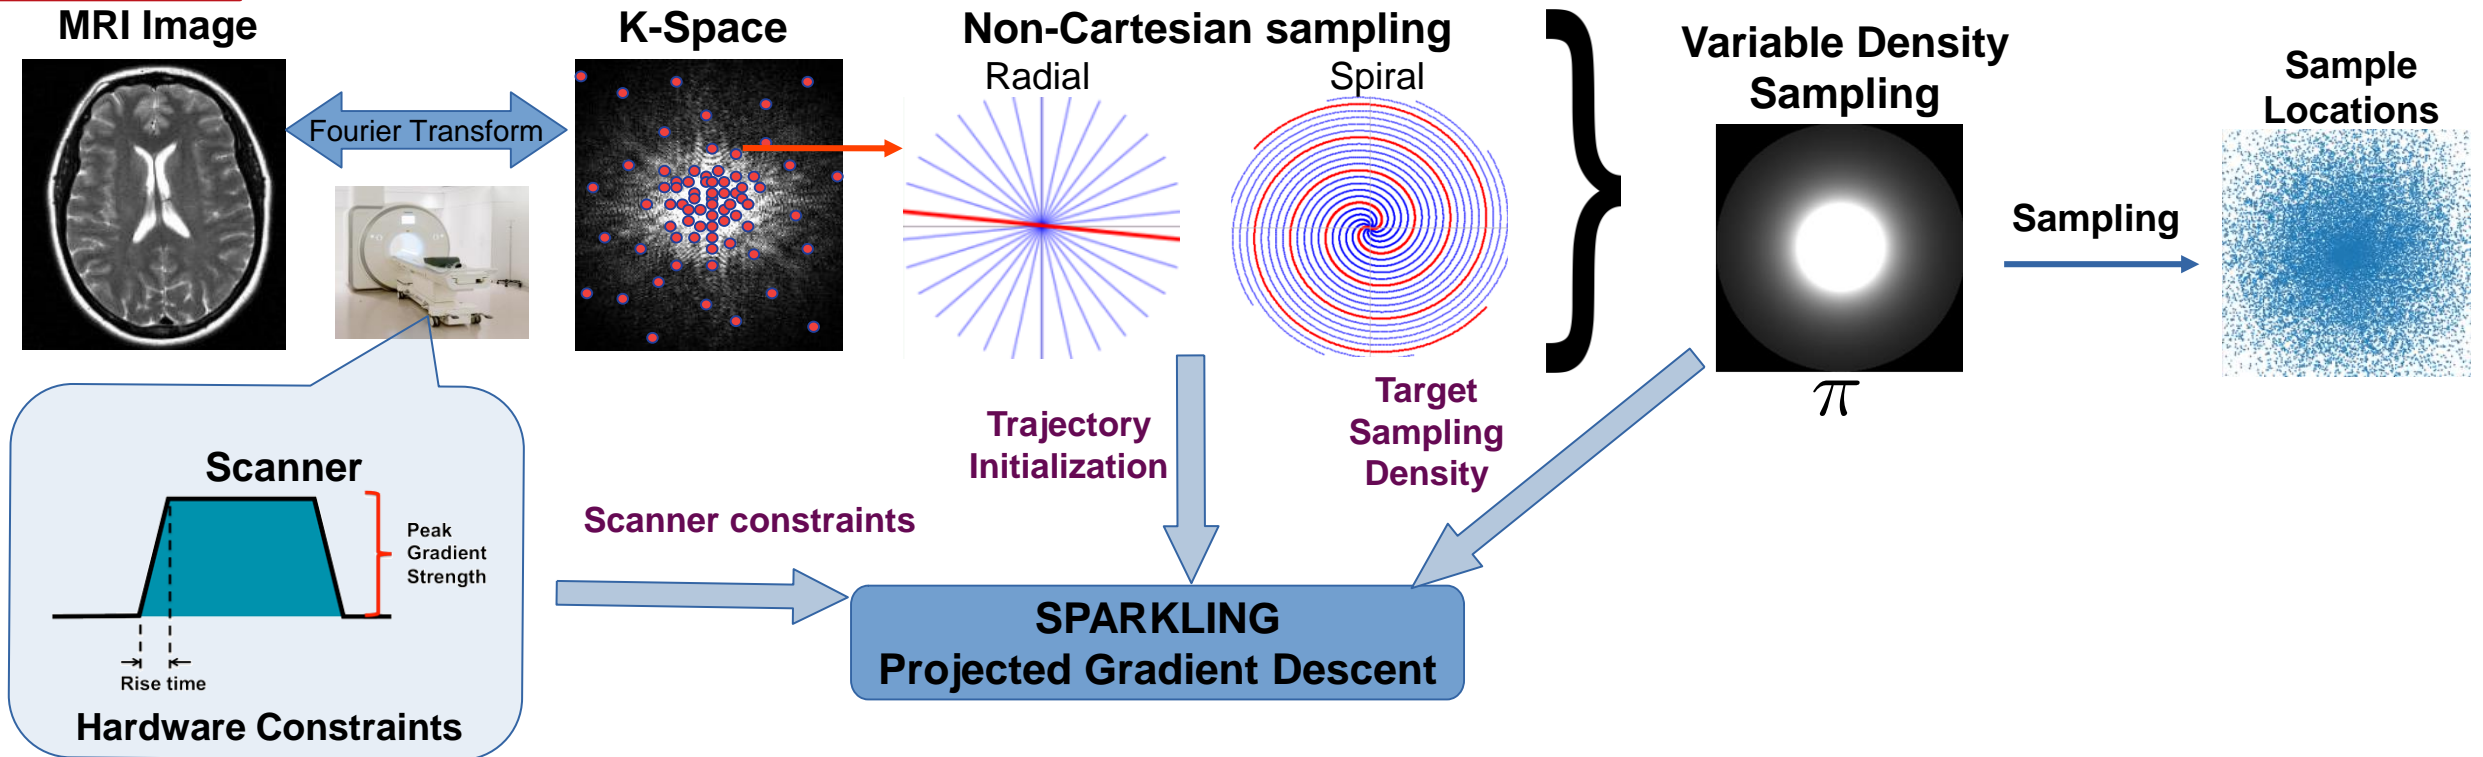 MRI Image
K-Space
Non-Cartesian sampling
Radial
Spiral
Variable Density
Sampling
Sample
Locations
Fourier Transform
Sampling
π
Target
Sampling
Density
Trajectory
Initialization
Scanner constraints
Scanner
Peak
Gradient
Strength
Rise time
Hardware Constraints
SPARKLING
Projected Gradient Descent